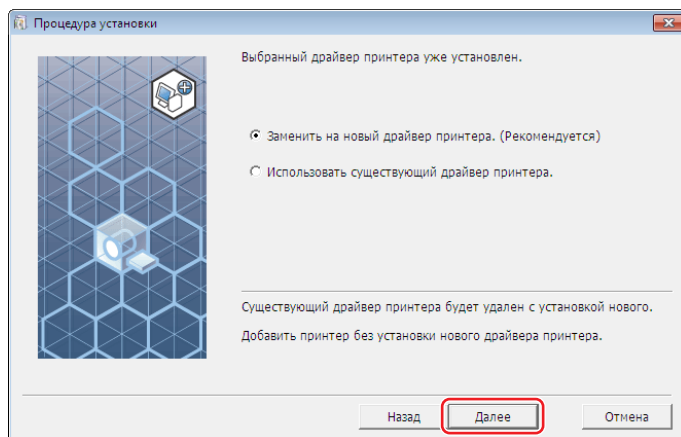 Процедура установки
Выбранный драйвер принтера уже установлен.
Заменить на новый драйвер принтера. (Рекомендуется)
Использовать существующий драйвер принтера.
Существующий драйвер принтера будет удален с установкой нового.
Добавить принтер без установки нового драйвера принтера.
Назад Далее Отмена